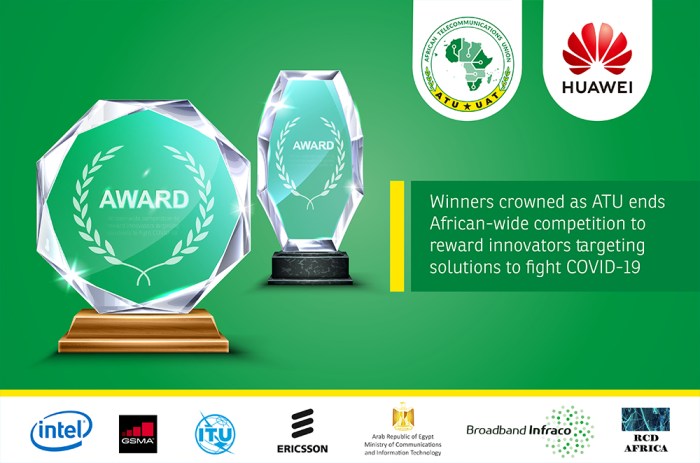 AFRICAN TELECOMMUNICATIONS UNION
ATU ★ UAT
HUAWEI
AWARD
AWARD
Winners crowned as ATU ends
African-wide competition to
reward innovators targeting
solutions to fight COVID-19
intel
GSMA
ITU
ERICSSON
Arab Republic of Egypt
Ministry of Communications
and Information Technology
Broadband Infraco
RCD
AFRICA